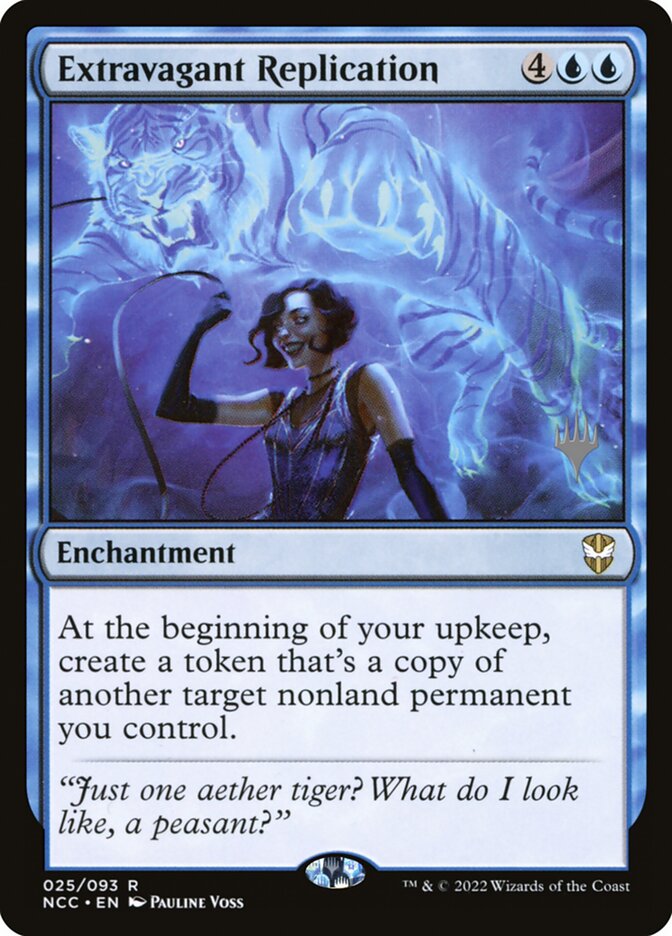 Extravagant Replication 4
Enchantment
At the beginning of your upkeep,
create a token that's a copy of
another target nonland permanent
you control.
“Just one aether tiger? What do I look
like, a peasant?”
025/093 R
NCC • EN Pauline Voss
™ & © 2022 Wizards of the Coast